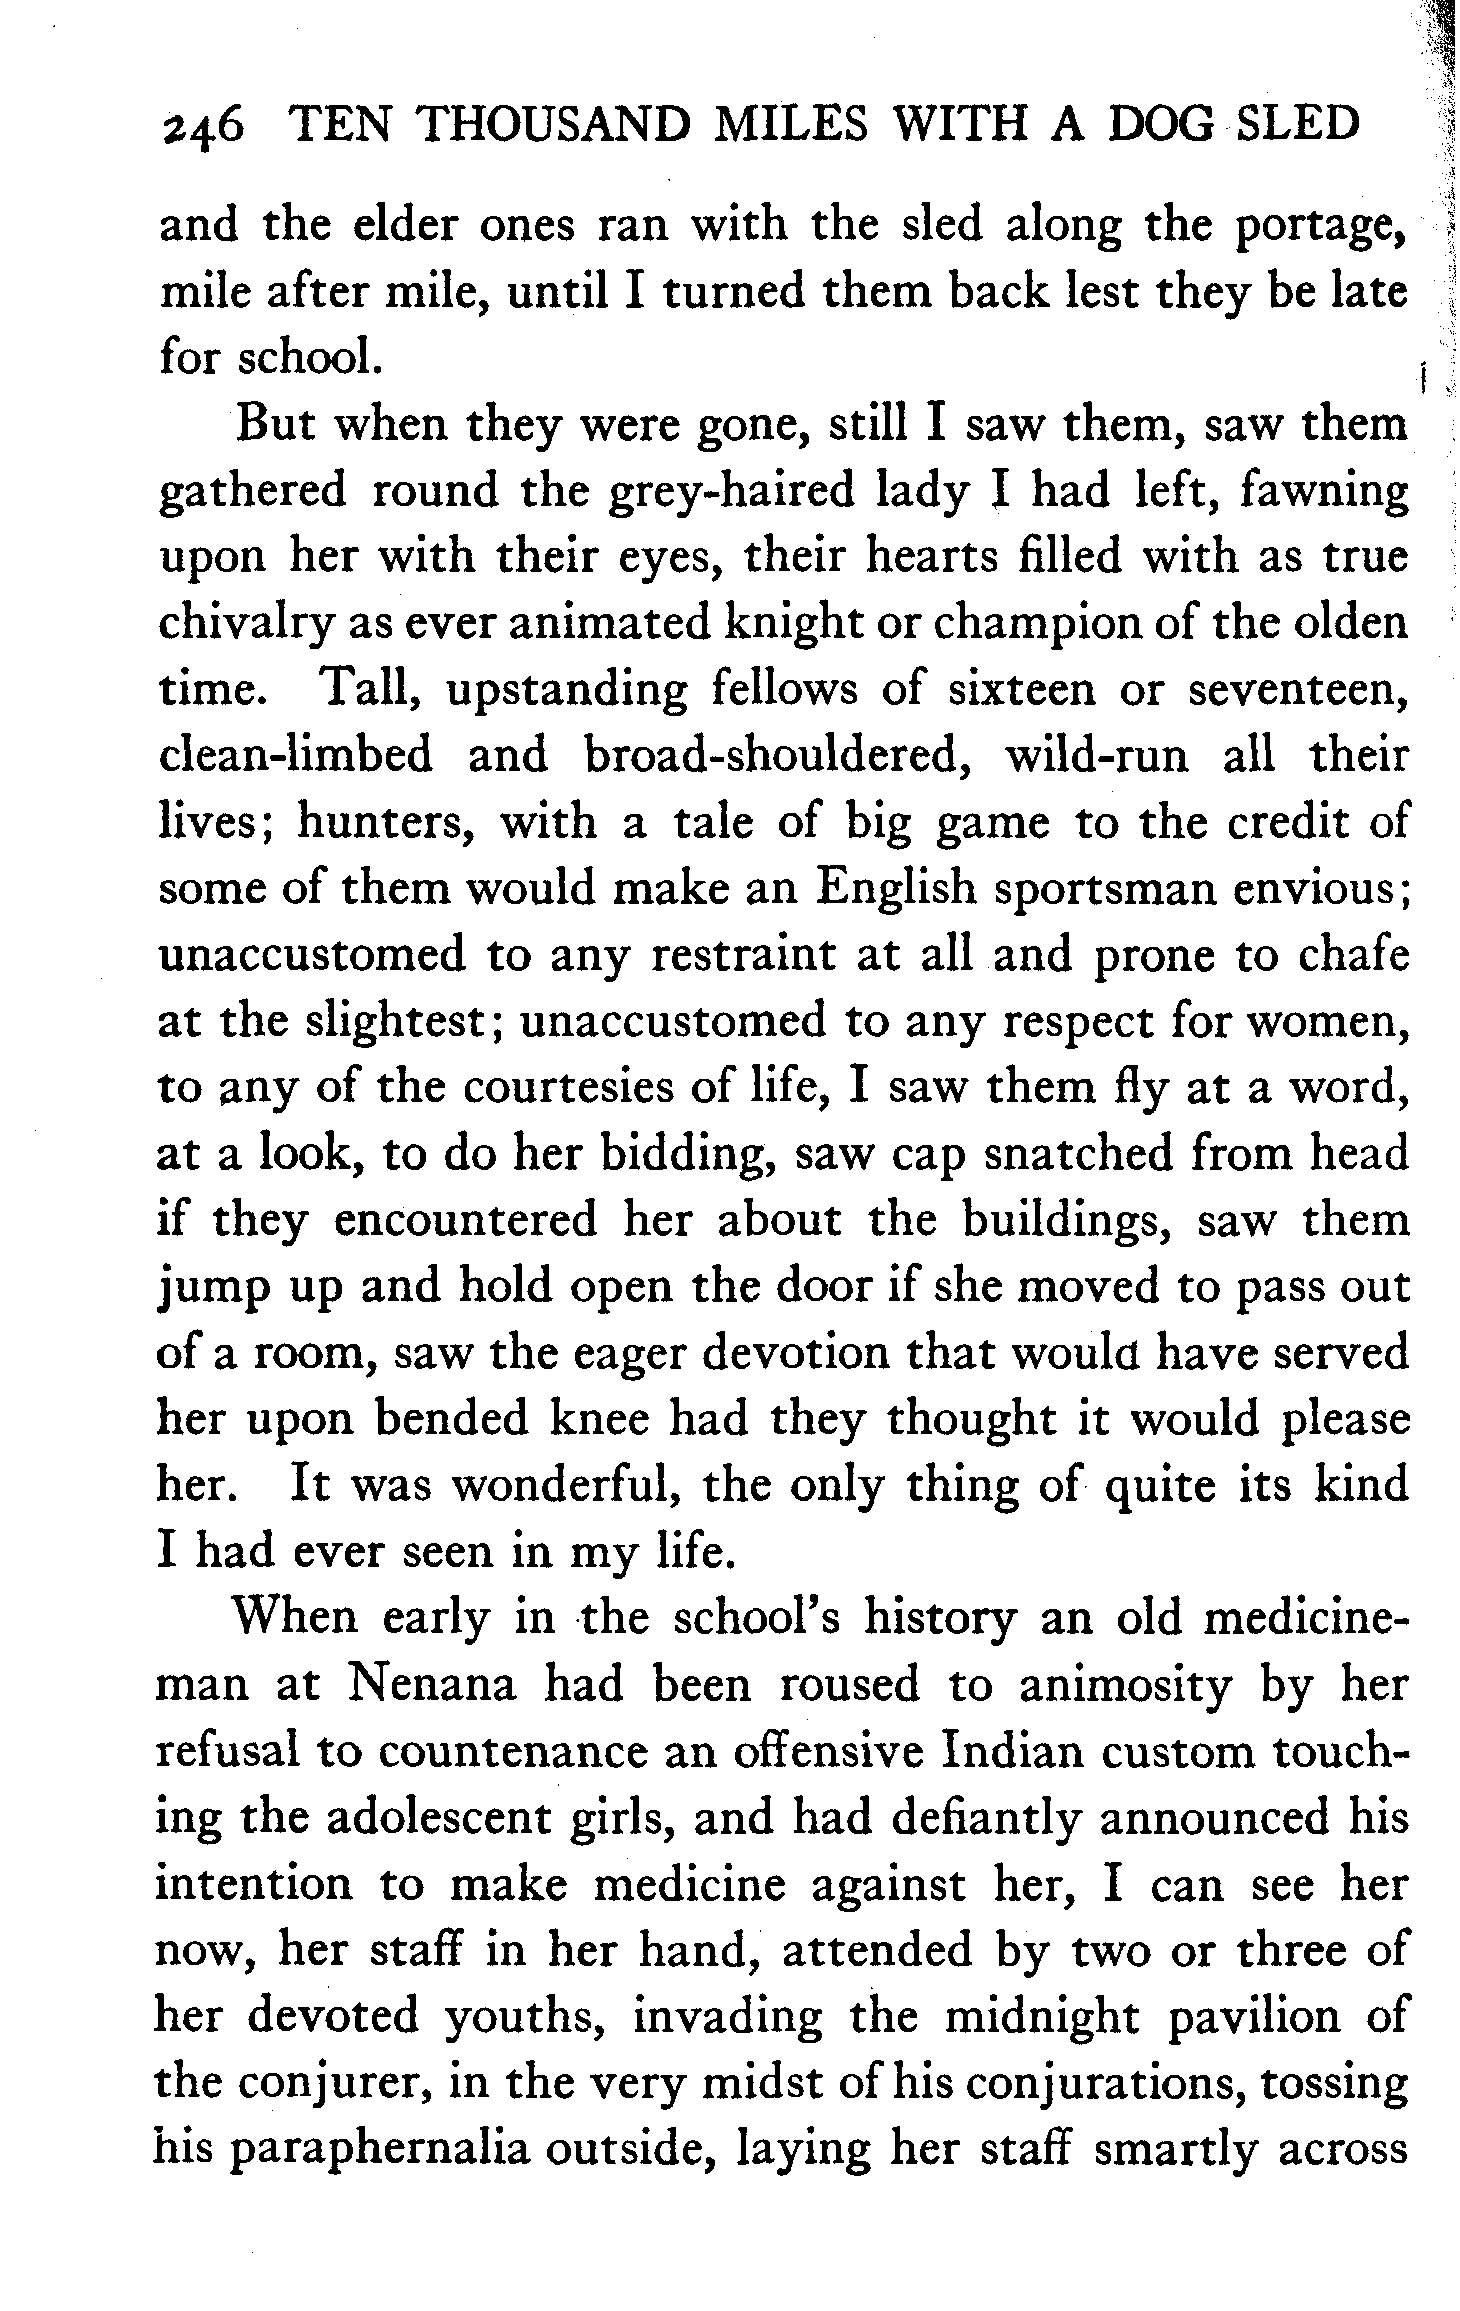 246 TEN THOUSAND MILES WITH A DOG SLED
and the elder ones ran with the sled along the portage,
mile after mile, until I turned them back lest they be late
for school.
But when they were gone, still I saw them, saw them
gathered round the grey-haired lady I had left, fawning
upon her with their eyes, their hearts filled with as true
chivalry as ever animated knight or champion of the olden
time. Tall, upstanding fellows of sixteen or seventeen,
clean-limbed and broad-shouldered, wild-run all their
lives; hunters, with a tale of big game to the credit of
some of them would make an English sportsman envious;
unaccustomed to any restraint at all and prone to chafe
at the slightest; unaccustomed to any respect for women,
to any of the courtesies of life, I saw them fly at a word,
at a look, to do her bidding, saw cap snatched from head
if they encountered her about the buildings, saw them
jump up and hold open the door if she moved to pass out
of a room, saw the eager devotion that would have served
her upon bended knee had they thought it would please
her. It was wonderful, the only thing of quite its kind
I had ever seen in my life.
When early in the school's history an old medicine-
man at Nenana had been roused to animosity by her
refusal to countenance an offensive Indian custom touch-
ing the adolescent girls, and had defiantly announced his
intention to make medicine against her, I can see her
now, her staff in her hand, attended by two or three of
her devoted youths, invading the midnight pavilion of
the conjurer, in the very midst of his conjurations, tossing
his paraphernalia outside, laying her staff smartly across